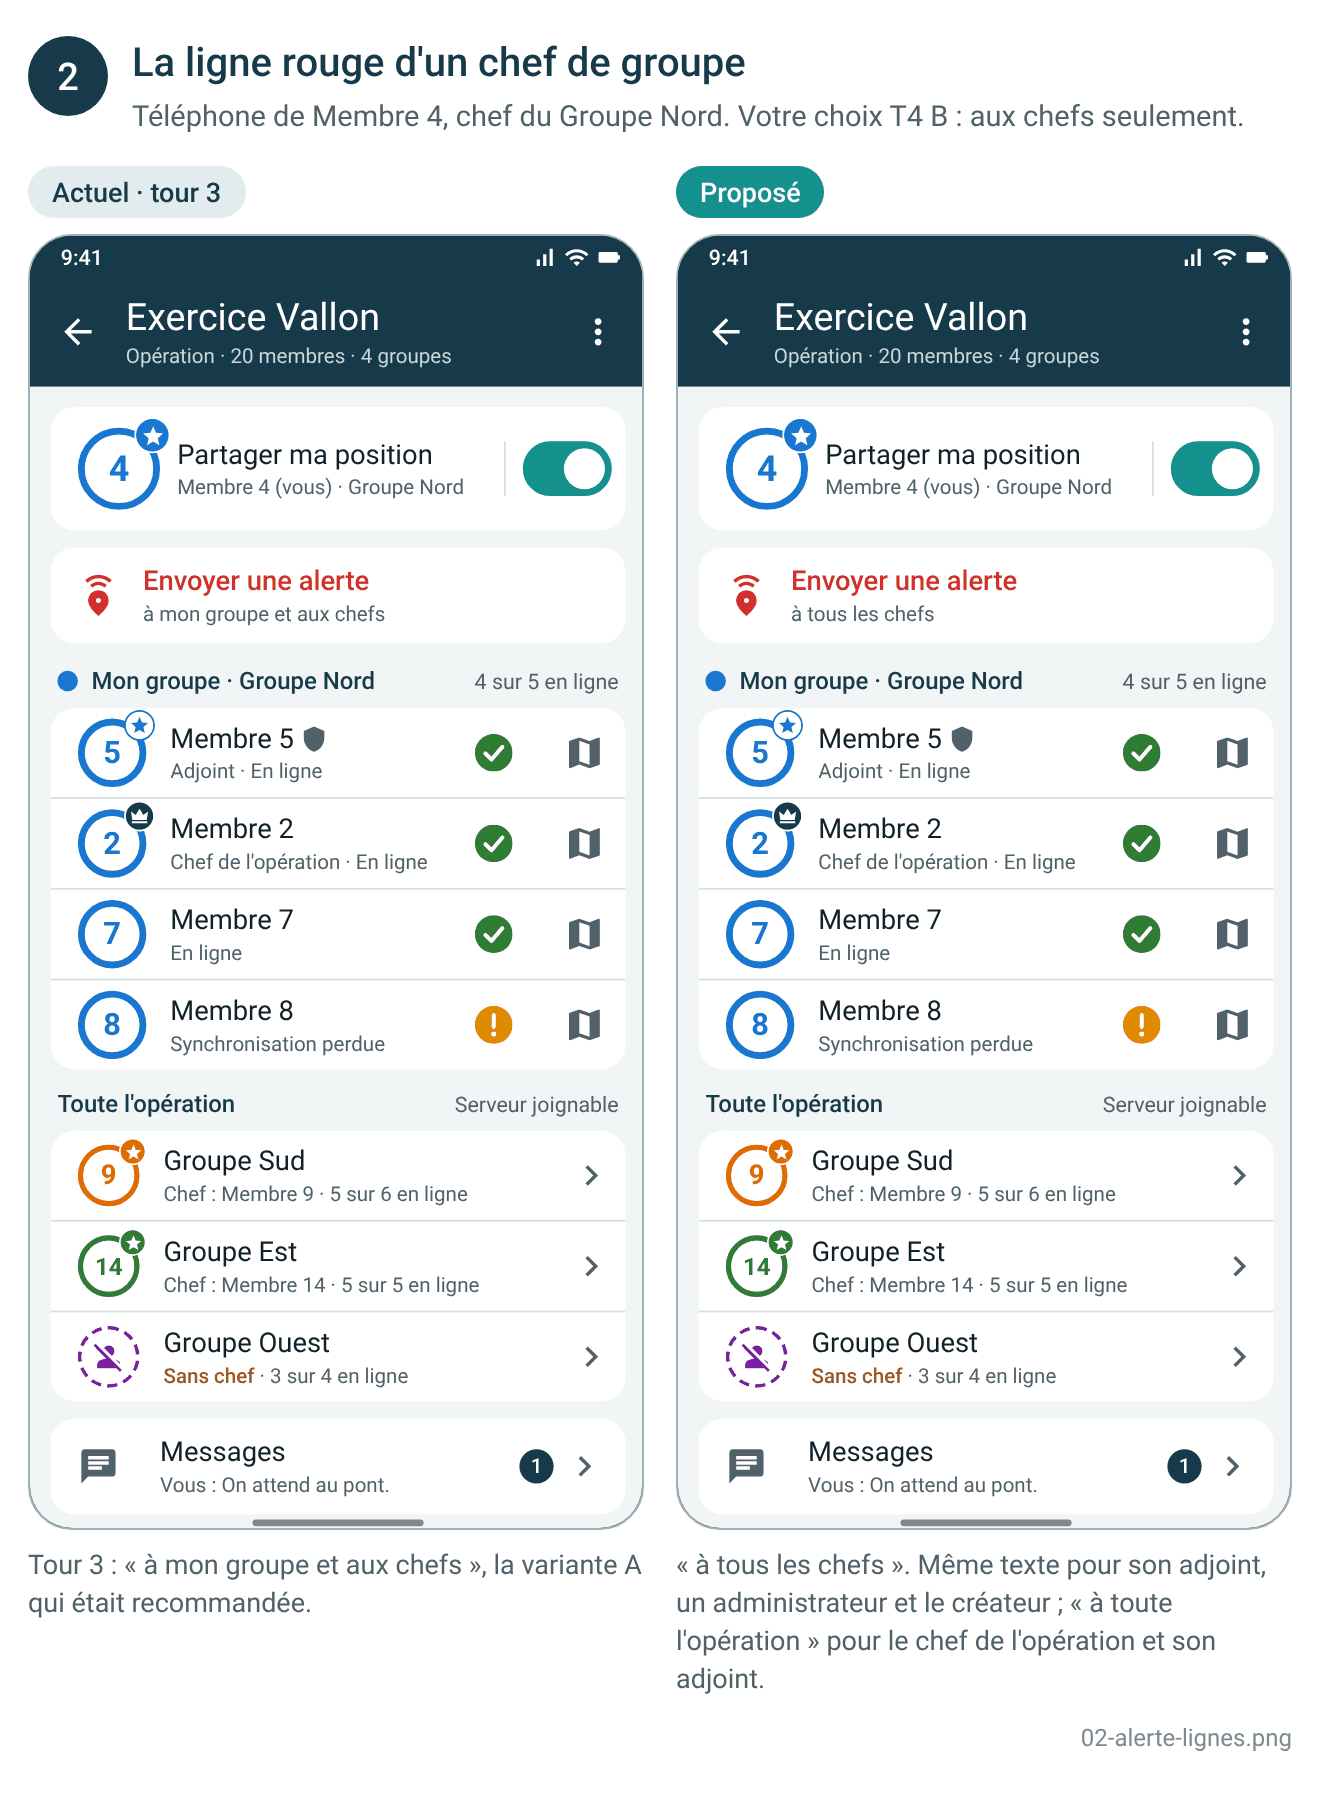 2
La ligne rouge d'un chef de groupe
Téléphone de Membre 4, chef du Groupe Nord. Votre choix T4 B : aux chefs seulement.
Actuel · tour 3
9:41
Exercice Vallon
Opération · 20 membres · 4 groupes
4
Partager ma position
Membre 4 (vous) · Groupe Nord
Envoyer une alerte
à mon groupe et aux chefs
Mon groupe · Groupe Nord
4 sur 5 en ligne
5
Membre 5
Adjoint · En ligne
2
Membre 2
Chef de l'opération · En ligne
7
Membre 7
En ligne
8
Membre 8
Synchronisation perdue
Toute l'opération
Serveur joignable
9
Groupe Sud
Chef : Membre 9 · 5 sur 6 en ligne
14
Groupe Est
Chef : Membre 14 · 5 sur 5 en ligne
Groupe Ouest
Sans chef · 3 sur 4 en ligne
Messages
Vous : On attend au pont.
1
Tour 3 : « à mon groupe et aux chefs », la variante A
qui était recommandée.
Proposé
9:41
Exercice Vallon
Opération · 20 membres · 4 groupes
4
Partager ma position
Membre 4 (vous) · Groupe Nord
Envoyer une alerte
à tous les chefs
Mon groupe · Groupe Nord
4 sur 5 en ligne
5
Membre 5
Adjoint · En ligne
2
Membre 2
Chef de l'opération · En ligne
7
Membre 7
En ligne
8
Membre 8
Synchronisation perdue
Toute l'opération
Serveur joignable
9
Groupe Sud
Chef : Membre 9 · 5 sur 6 en ligne
14
Groupe Est
Chef : Membre 14 · 5 sur 5 en ligne
Groupe Ouest
Sans chef · 3 sur 4 en ligne
Messages
Vous : On attend au pont.
1
« à tous les chefs ». Même texte pour son adjoint,
un administrateur et le créateur ; « à toute
l'opération » pour le chef de l'opération et son
adjoint.
02-alerte-lignes.png